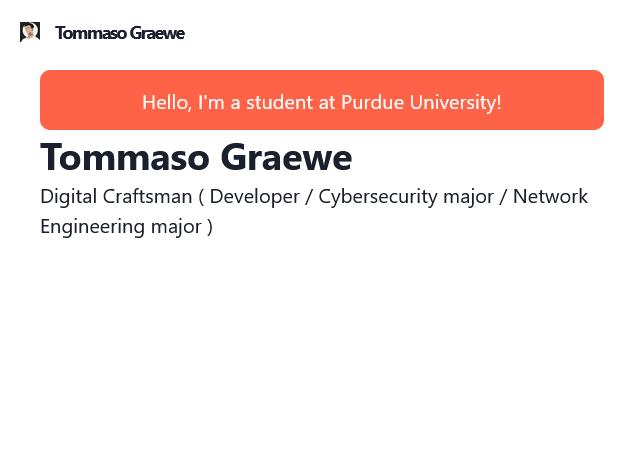 Tommaso Graewe
Hello, I'm a student at Purdue University!
Tommaso Graewe
Digital Craftsman ( Developer / Cybersecurity major / Network
Engineering major )